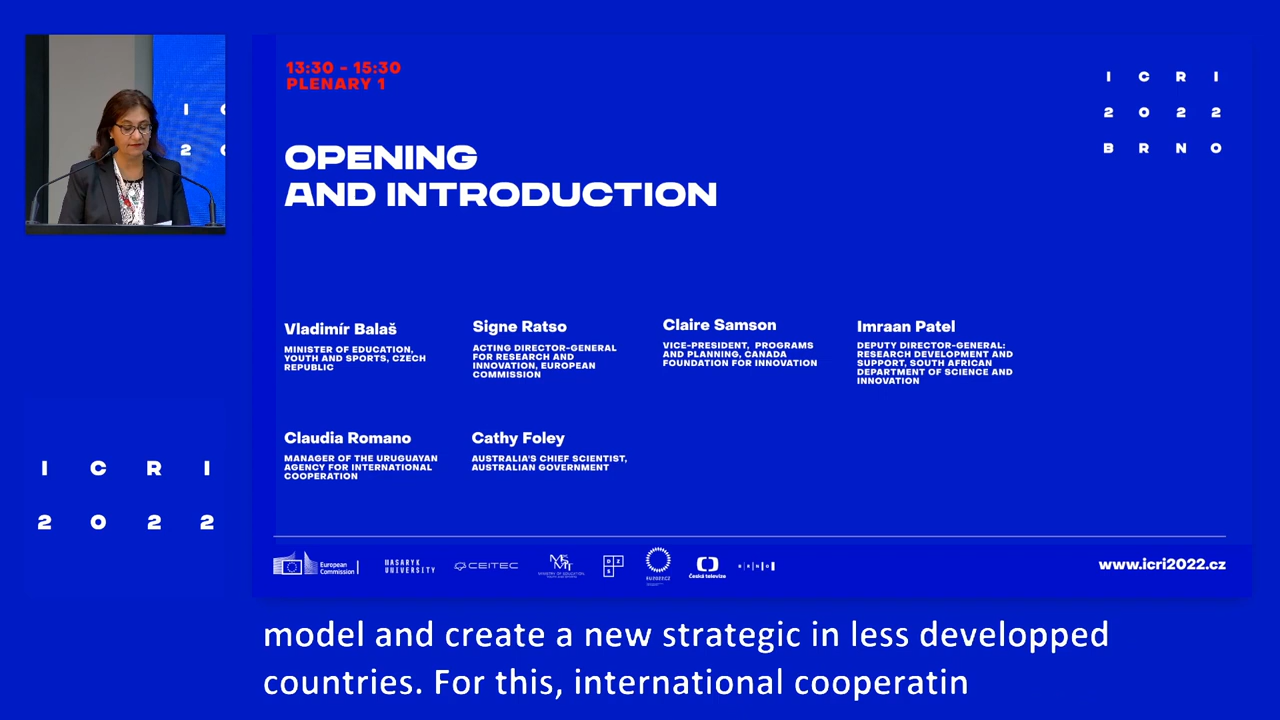 I C
2 0
13:30 - 15:30
PLENARY 1
I C R I
2 0 2 2
B R N O
OPENING
AND INTRODUCTION
Vladimír Balaš
MINISTER OF EDUCATION,
YOUTH AND SPORTS, CZECH
REPUBLIC
Signe Ratso
ACTING DIRECTOR-GENERAL
FOR RESEARCH AND
INNOVATION, EUROPEAN
COMMISSION
Claire Samson
VICE-PRESIDENT, PROGRAMS
AND PLANNING, CANADA
FOUNDATION FOR INNOVATION
Imraan Patel
DEPUTY DIRECTOR-GENERAL:
RESEARCH DEVELOPMENT AND
SUPPORT, SOUTH AFRICAN
DEPARTMENT OF SCIENCE AND
INNOVATION
Claudia Romano
MANAGER OF THE URUGUAYAN
AGENCY FOR INTERNATIONAL
COOPERATION
Cathy Foley
AUSTRALIA'S CHIEF SCIENTIST,
AUSTRALIAN GOVERNMENT
I C R I
2 0 2 2
European
Commission
MASARYK
UNIVERSITY
CEITEC
Česká televize
B R N O
www.icri2022.cz
model and create a new strategic in less developped
countries. For this, international cooperatin